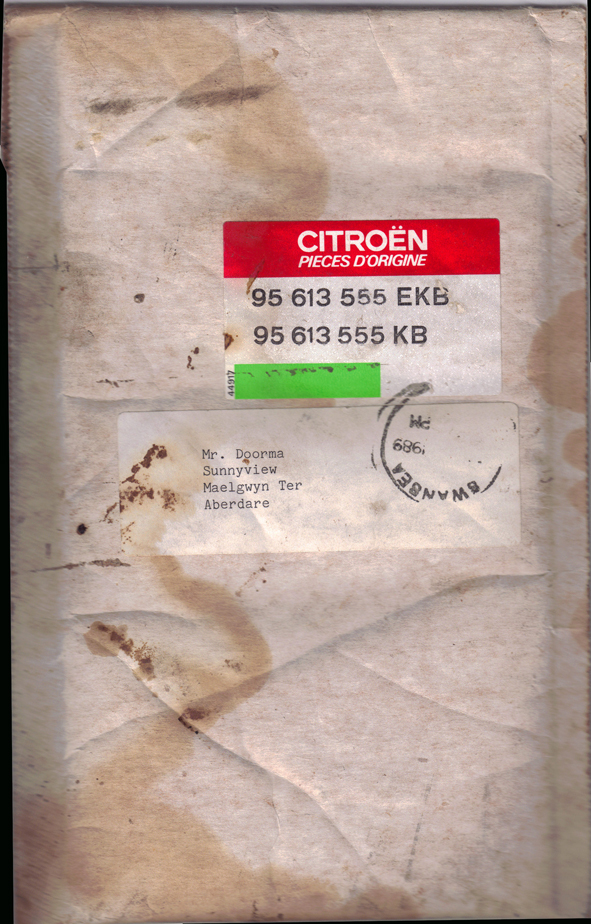 CITROËN
PIECES D'ORIGINE
95 613 555 EKB
95 613 555 KB
44917
Mr. Doorma
Sunnyview
Maelgwyn Ter
Aberdare
PM
1989